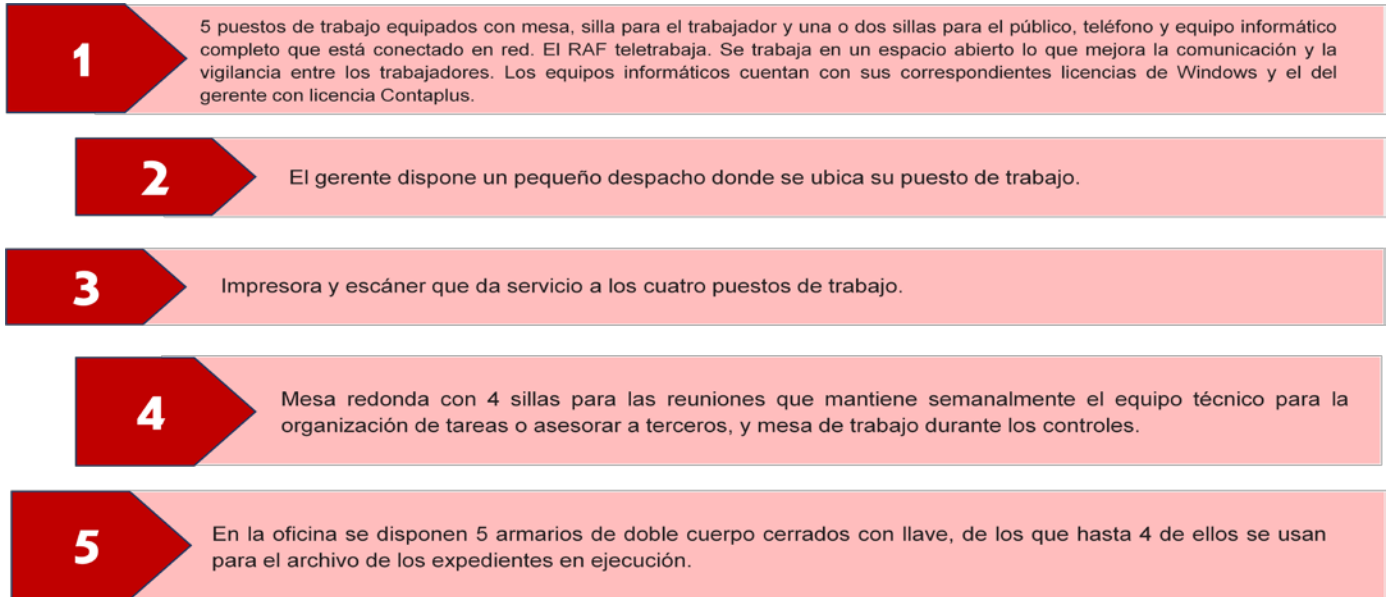 1
5 puestos de trabajo equipados con mesa, silla para el trabajador y una o dos sillas para el público, teléfono y equipo informático
completo que está conectado en red. El RAF teletrabaja. Se trabaja en un espacio abierto lo que mejora la comunicación y la
vigilancia entre los trabajadores. Los equipos informáticos cuentan con sus correspondientes licencias de Windows y el del
gerente con licencia Contaplus.
2
El gerente dispone un pequeño despacho donde se ubica su puesto de trabajo.
3
Impresora y escáner que da servicio a los cuatro puestos de trabajo.
4
Mesa redonda con 4 sillas para las reuniones que mantiene semanalmente el equipo técnico para la
organización de tareas o asesorar a terceros, y mesa de trabajo durante los controles.
5
En la oficina se disponen 5 armarios de doble cuerpo cerrados con llave, de los que hasta 4 de ellos se usan
para el archivo de los expedientes en ejecución.